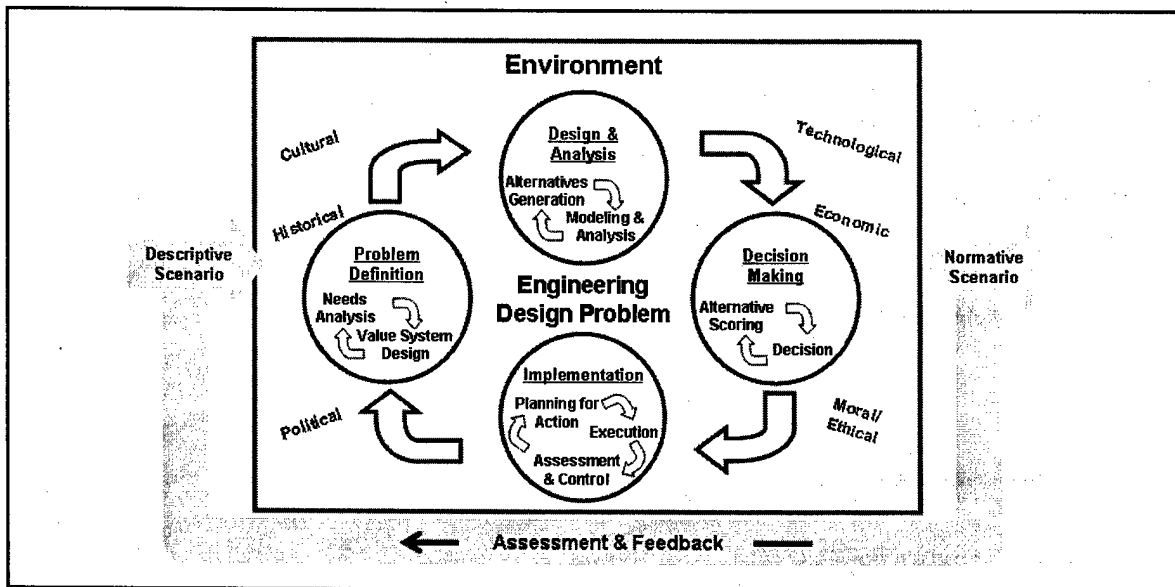 Environment
Cultural
Historical
Political
Technological
Economic
Moral/
Ethical
Descriptive
Scenario
Normative
Scenario
Design &
Analysis
Alternatives
Generation
Modeling &
Analysis
Problem
Definition
Needs
Analysis
Value System
Design
Engineering
Design Problem
Decision
Making
Alternative
Scoring
Decision
Implementation
Planning for
Action
Execution
Assessment
& Control
Assessment & Feedback